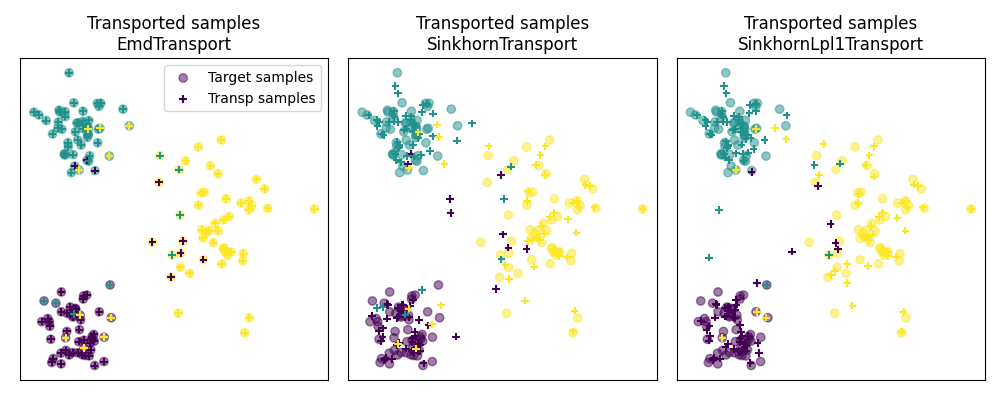 Transported samples
EmdTransport
Target samples
Transp samples
Transported samples
SinkhornTransport
Transported samples
SinkhornLpl1Transport